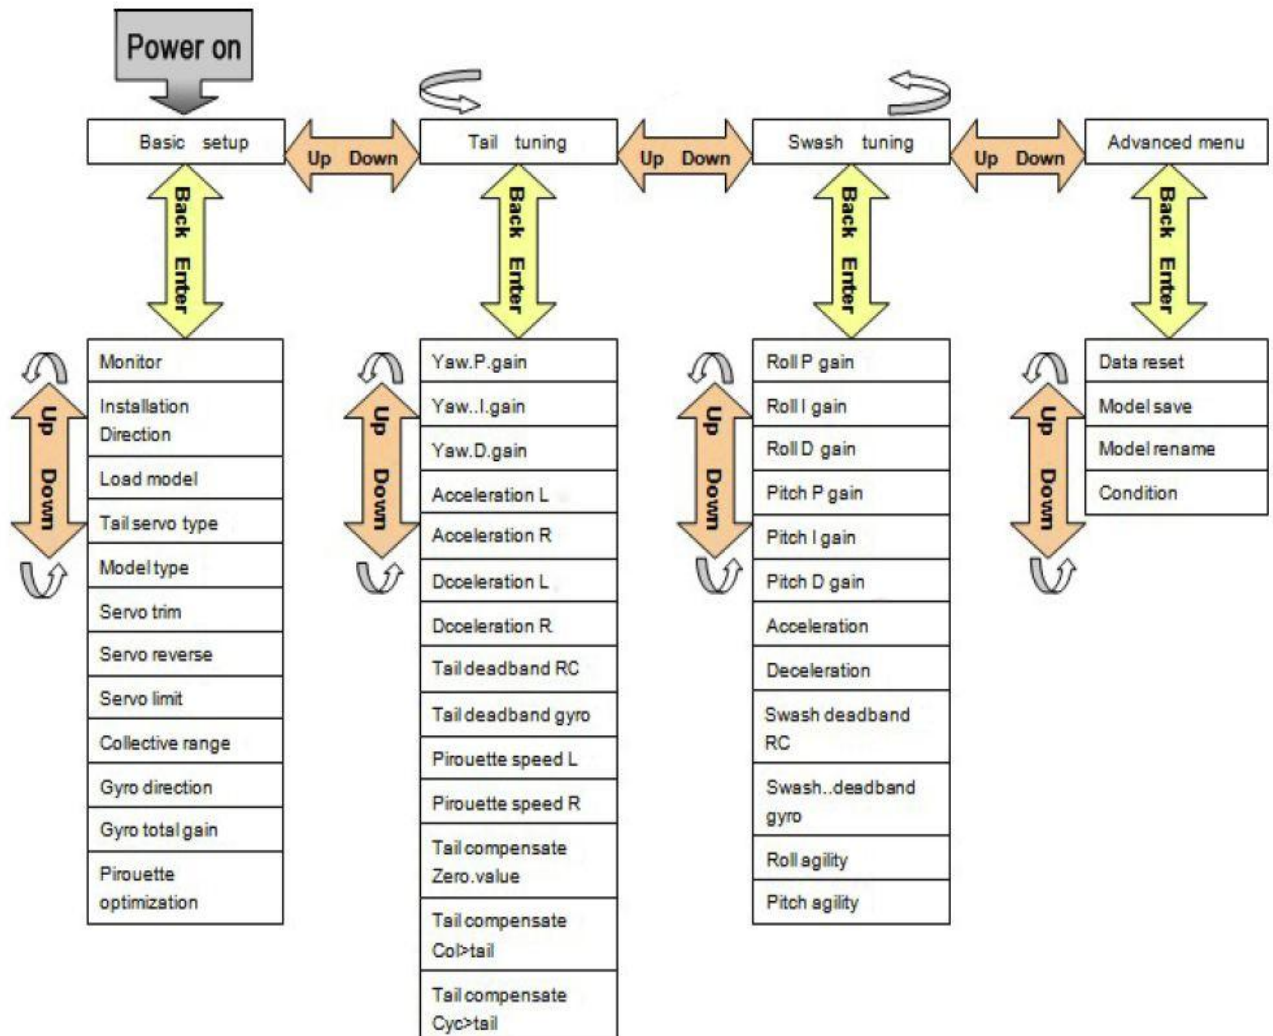 Power on
Basic setup
Up Down
Tail tuning
Up Down
Swash tuning
Up Down
Advanced menu
Back Enter
Back Enter
Back Enter
Back Enter
Up Down
Monitor
Installation
Direction
Load model
Tail servo type
Model type
Servo trim
Servo reverse
Servo limit
Collective range
Gyro direction
Gyro total gain
Pirouette
optimization
Up Down
Yaw.P.gain
Yaw..I.gain
Yaw.D.gain
Acceleration L
Acceleration R
Dcceleration L
Dcceleration R
Tail deadband RC
Tail deadband gyro
Pirouette speed L
Pirouette speed R
Tail compensate
Zero.value
Tail compensate
Col>tail
Tail compensate
Cyc>tail
Up Down
Roll P gain
Roll I gain
Roll D gain
Pitch P gain
Pitch I gain
Pitch D gain
Acceleration
Deceleration
Swash deadband
RC
Swash..deadband
gyro
Roll agility
Pitch agility
Up Down
Data reset
Model save
Model rename
Condition